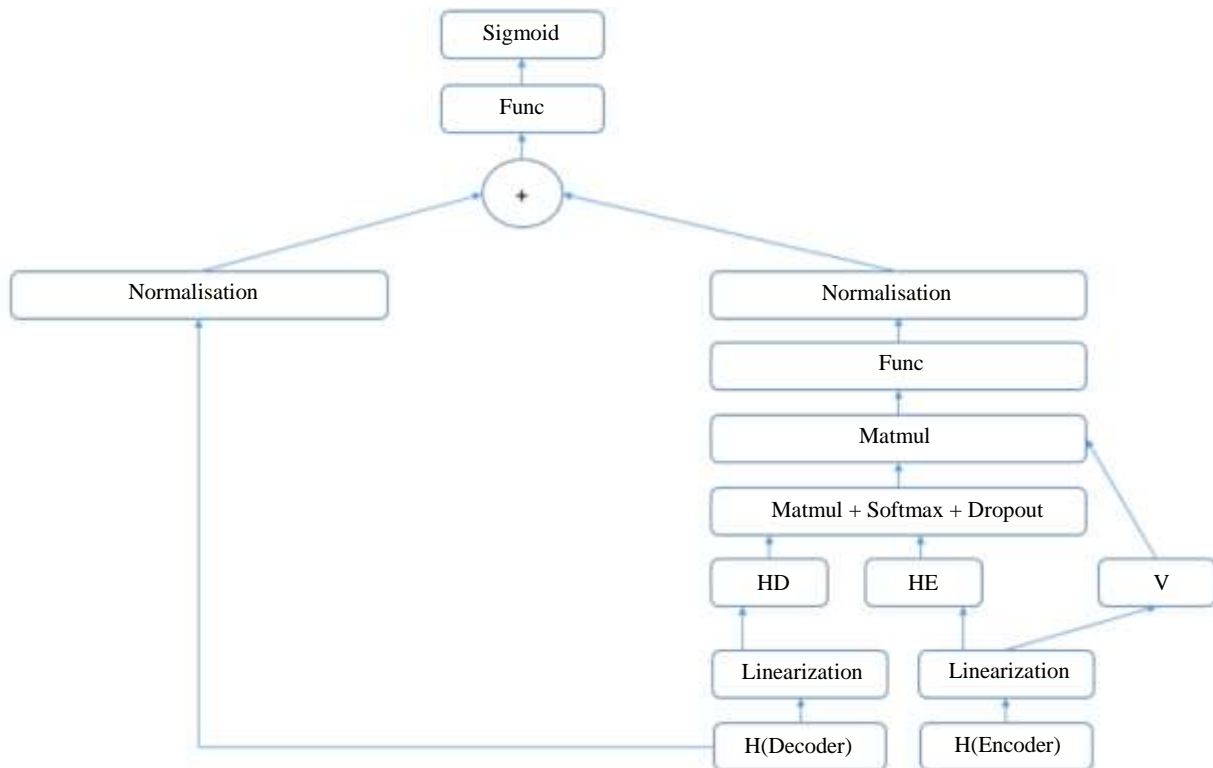 Sigmoid
Func
+
Normalisation
Normalisation
Func
Matmul
Matmul + Softmax + Dropout
HD
HE
V
Linearization
Linearization
H(Decoder)
H(Encoder)